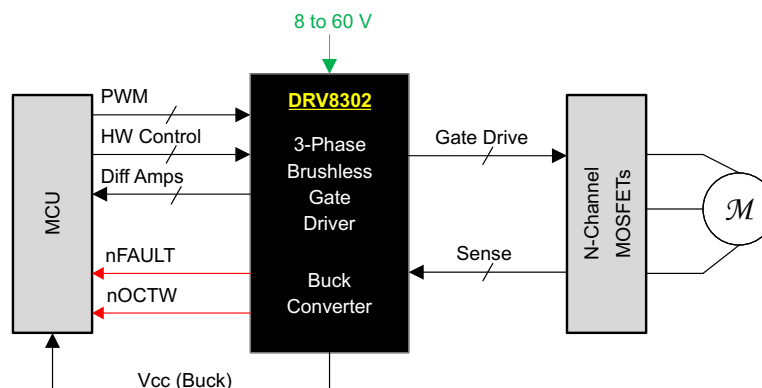 8 to 60 V
PWM
HW Control
Diff Amps
MCU
nFAULT
nOCTW
Vcc (Buck)
DRV8302
3-Phase
Brushless
Gate
Driver
Buck
Converter
Gate Drive
Sense
N-Channel
MOSFETs
M